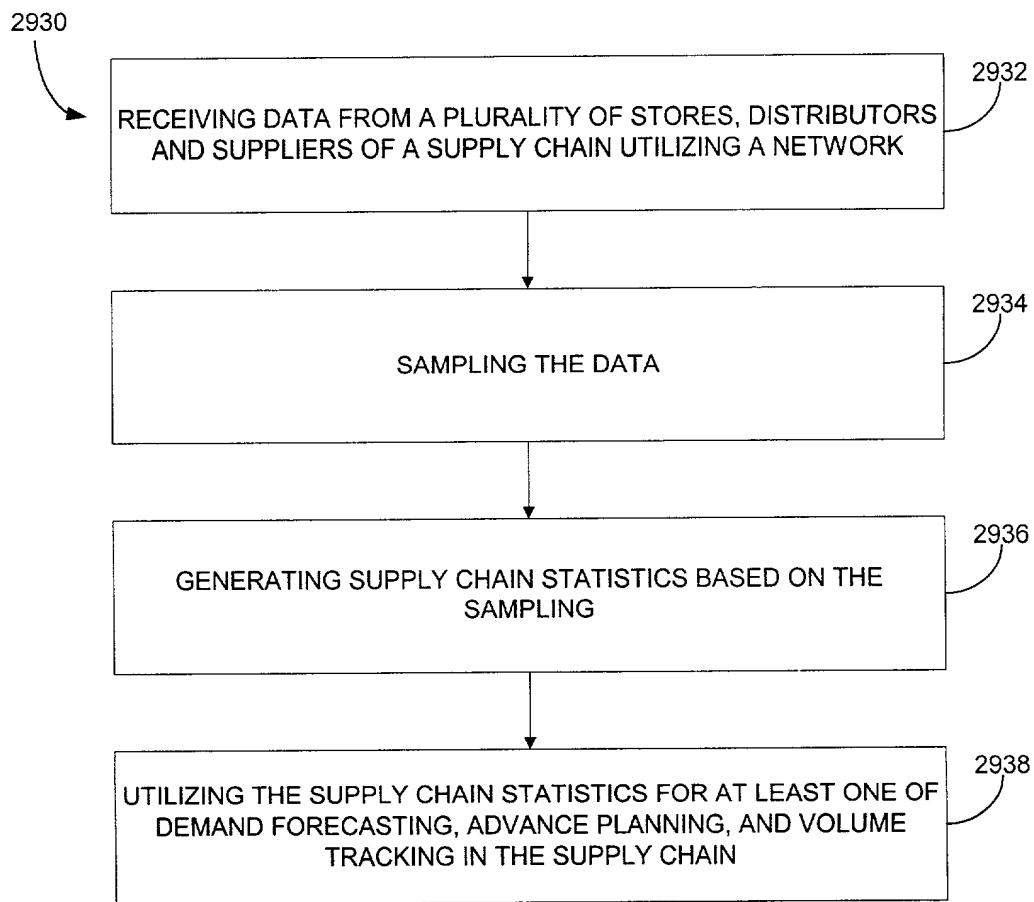 2930
2932
RECEIVING DATA FROM A PLURALITY OF STORES, DISTRIBUTORS
AND SUPPLIERS OF A SUPPLY CHAIN UTILIZING A NETWORK
2934
SAMPLING THE DATA
2936
GENERATING SUPPLY CHAIN STATISTICS BASED ON THE
SAMPLING
2938
UTILIZING THE SUPPLY CHAIN STATISTICS FOR AT LEAST ONE OF
DEMAND FORECASTING, ADVANCE PLANNING, AND VOLUME
TRACKING IN THE SUPPLY CHAIN